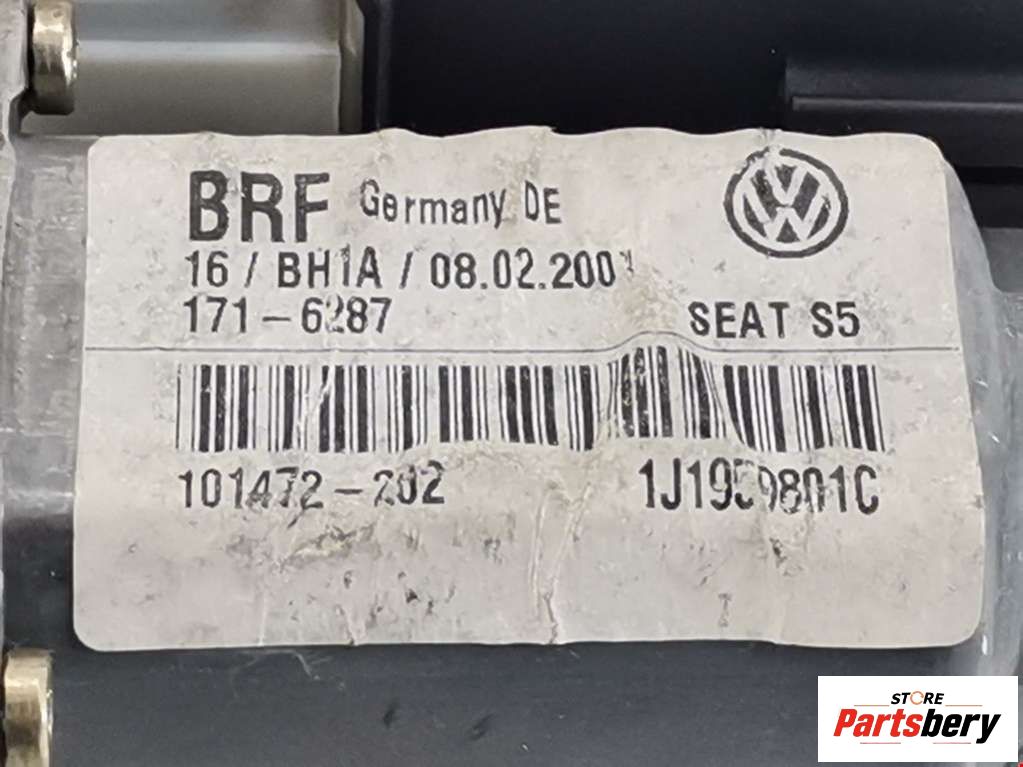 BRF Germany DE
16 / BH1A / 08.02.2001
171-6287 SEAT S5
101472-202 1J1959801C
STORE
Partsbery